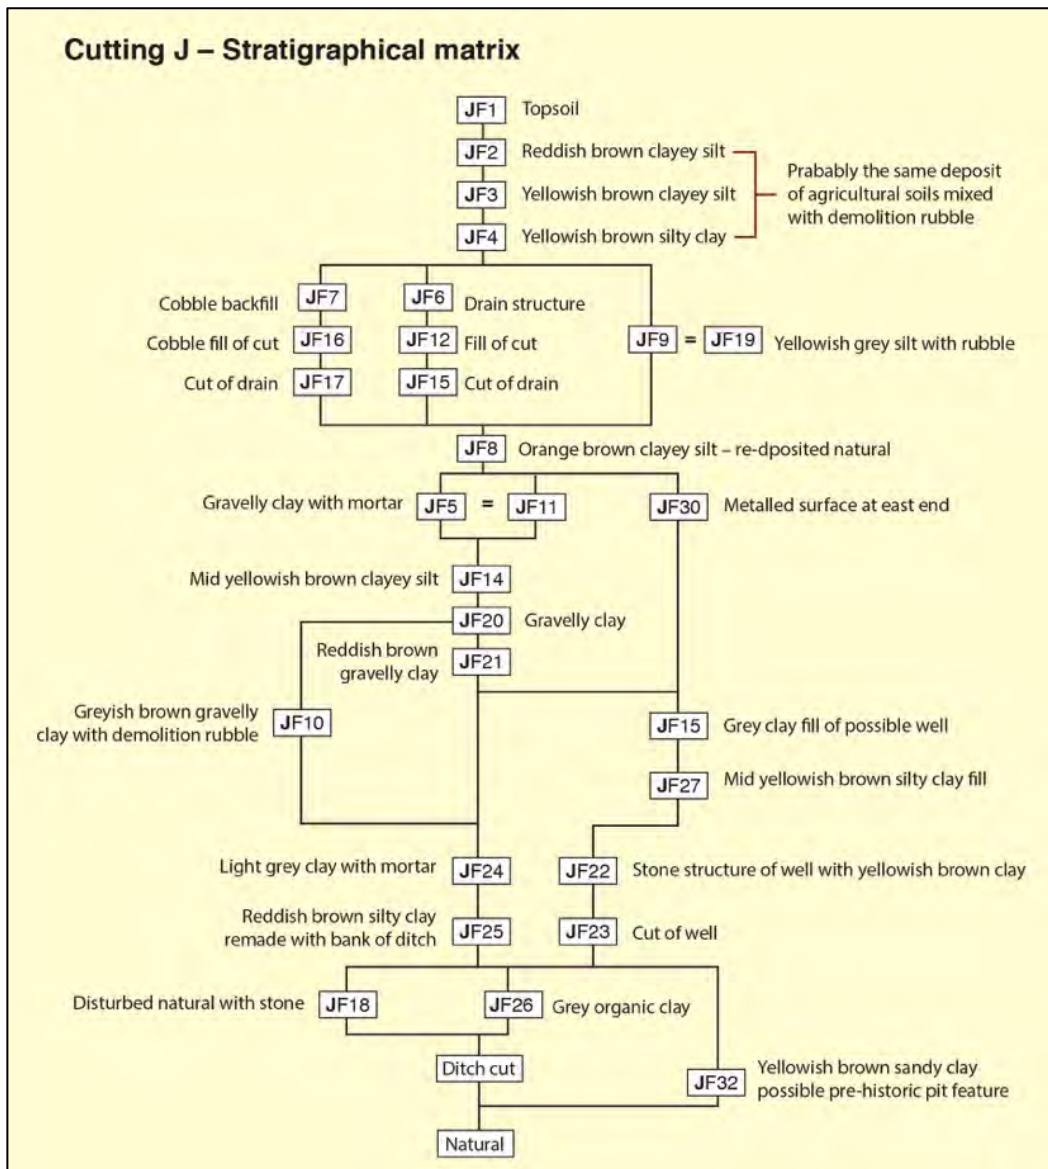 Cutting J – Stratigraphical matrix
JF1 Topsoil
JF2 Reddish brown clayey silt
JF3 Yellowish brown clayey silt
JF4 Yellowish brown silty clay
Prabably the same deposit
of agricultural soils mixed
with demolition rubble
Cobble backfill JF7
JF6 Drain structure
Cobble fill of cut JF16
JF12 Fill of cut
JF9 = JF19 Yellowish grey silt with rubble
Cut of drain JF17
JF15 Cut of drain
JF8 Orange brown clayey silt – re-dposited natural
Gravelly clay with mortar JF5 = JF11
JF30 Metalled surface at east end
Mid yellowish brown clayey silt JF14
JF20 Gravelly clay
Reddish brown
gravelly clay
JF21
Greyish brown gravelly
clay with demolition rubble
JF10
JF15 Grey clay fill of possible well
JF27 Mid yellowish brown silty clay fill
Light grey clay with mortar JF24
JF22 Stone structure of well with yellowish brown clay
Reddish brown silty clay
remade with bank of ditch
JF25
JF23 Cut of well
Disturbed natural with stone JF18
JF26 Grey organic clay
Ditch cut
JF32
Yellowish brown sandy clay
possible pre-historic pit feature
Natural